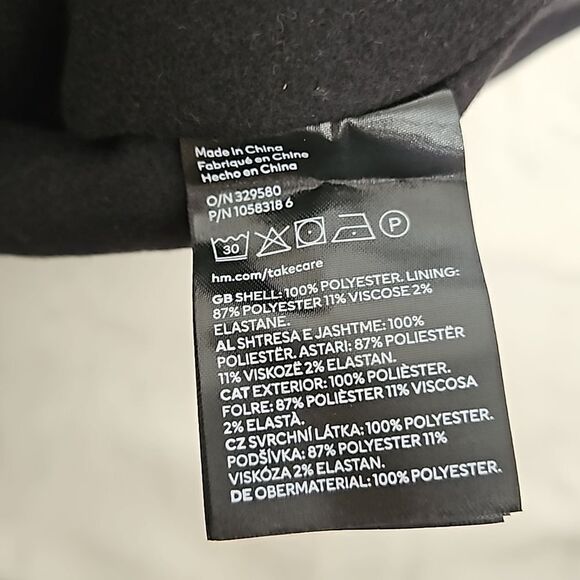 Made in China
Fabriqué en Chine
Hecho en China
O/N 329580
P/N 1058318 6
30 P
hm.com/takecare
GB SHELL: 100% POLYESTER. LINING:
87% POLYESTER 11% VISCOSE 2%
ELASTANE.
AL SHTRESA E JASHTME: 100%
POLIESTËR. ASTARI: 87% POLIESTËR
11% VISKOZË 2% ELASTAN.
CAT EXTERIOR: 100% POLIÈSTER.
FOLRE: 87% POLIÈSTER 11% VISCOSA
2% ELASTÀ.
CZ SVRCHNÍ LÁTKA: 100% POLYESTER.
PODŠÍVKA: 87% POLYESTER 11%
VISKÓZA 2% ELASTAN.
DE OBERMATERIAL: 100% POLYESTER.